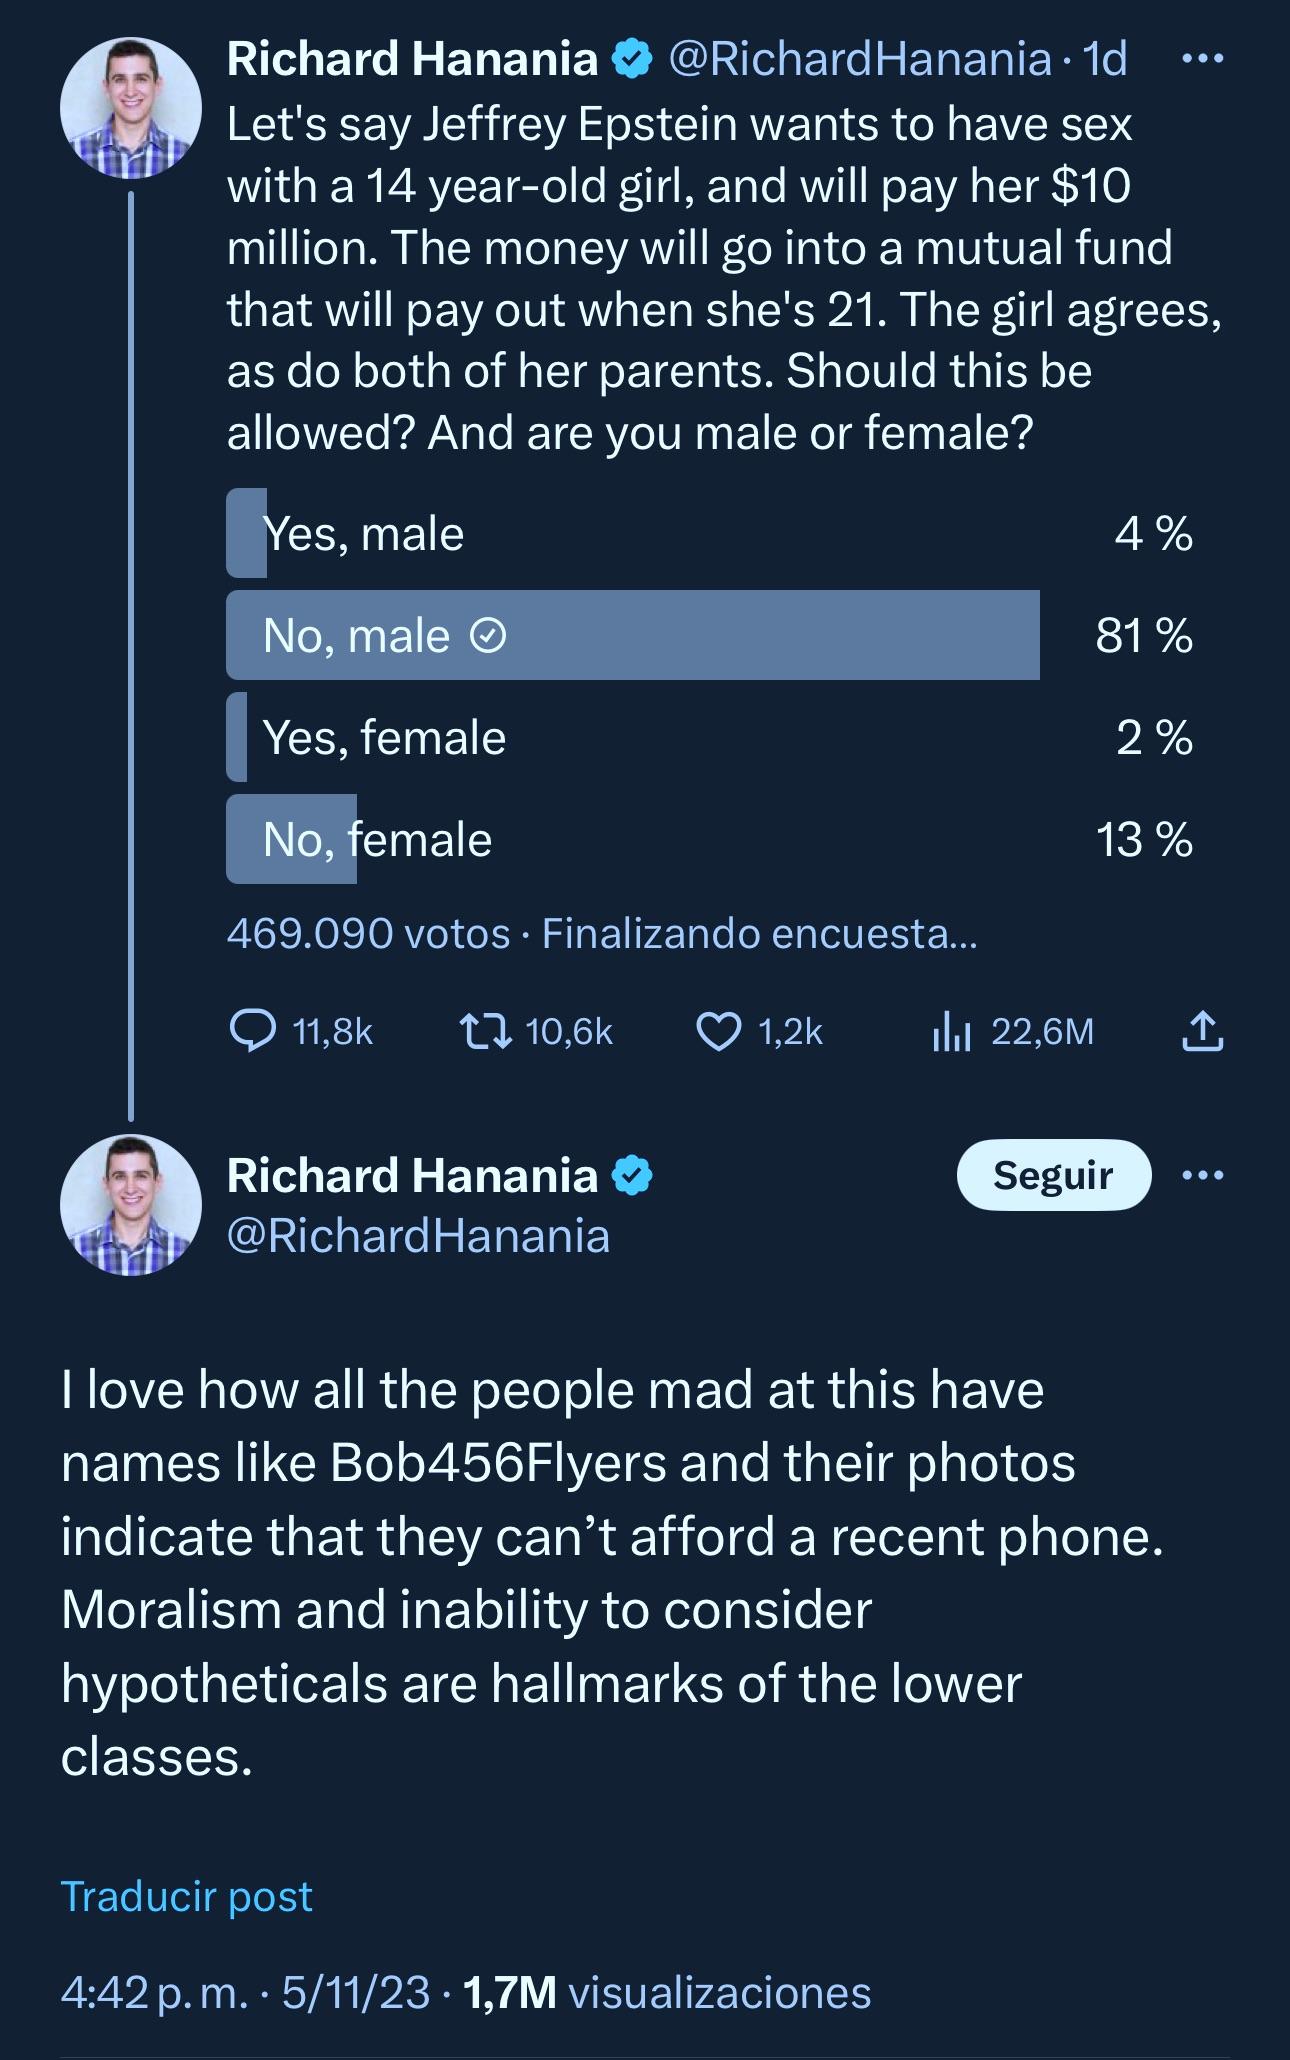 Richard Hanania @RichardHanania · 1d
Let's say Jeffrey Epstein wants to have sex
with a 14 year-old girl, and will pay her $10
million. The money will go into a mutual fund
that will pay out when she's 21. The girl agrees,
as do both of her parents. Should this be
allowed? And are you male or female?
Yes, male 4 %
No, male 81 %
Yes, female 2 %
No, female 13 %
469.090 votos · Finalizando encuesta...
11,8k 10,6k 1,2k 22,6M
Richard Hanania Seguir
@RichardHanania
I love how all the people mad at this have
names like Bob456Flyers and their photos
indicate that they can’t afford a recent phone.
Moralism and inability to consider
hypotheticals are hallmarks of the lower
classes.
Traducir post
4:42 p. m. · 5/11/23 · 1,7M visualizaciones